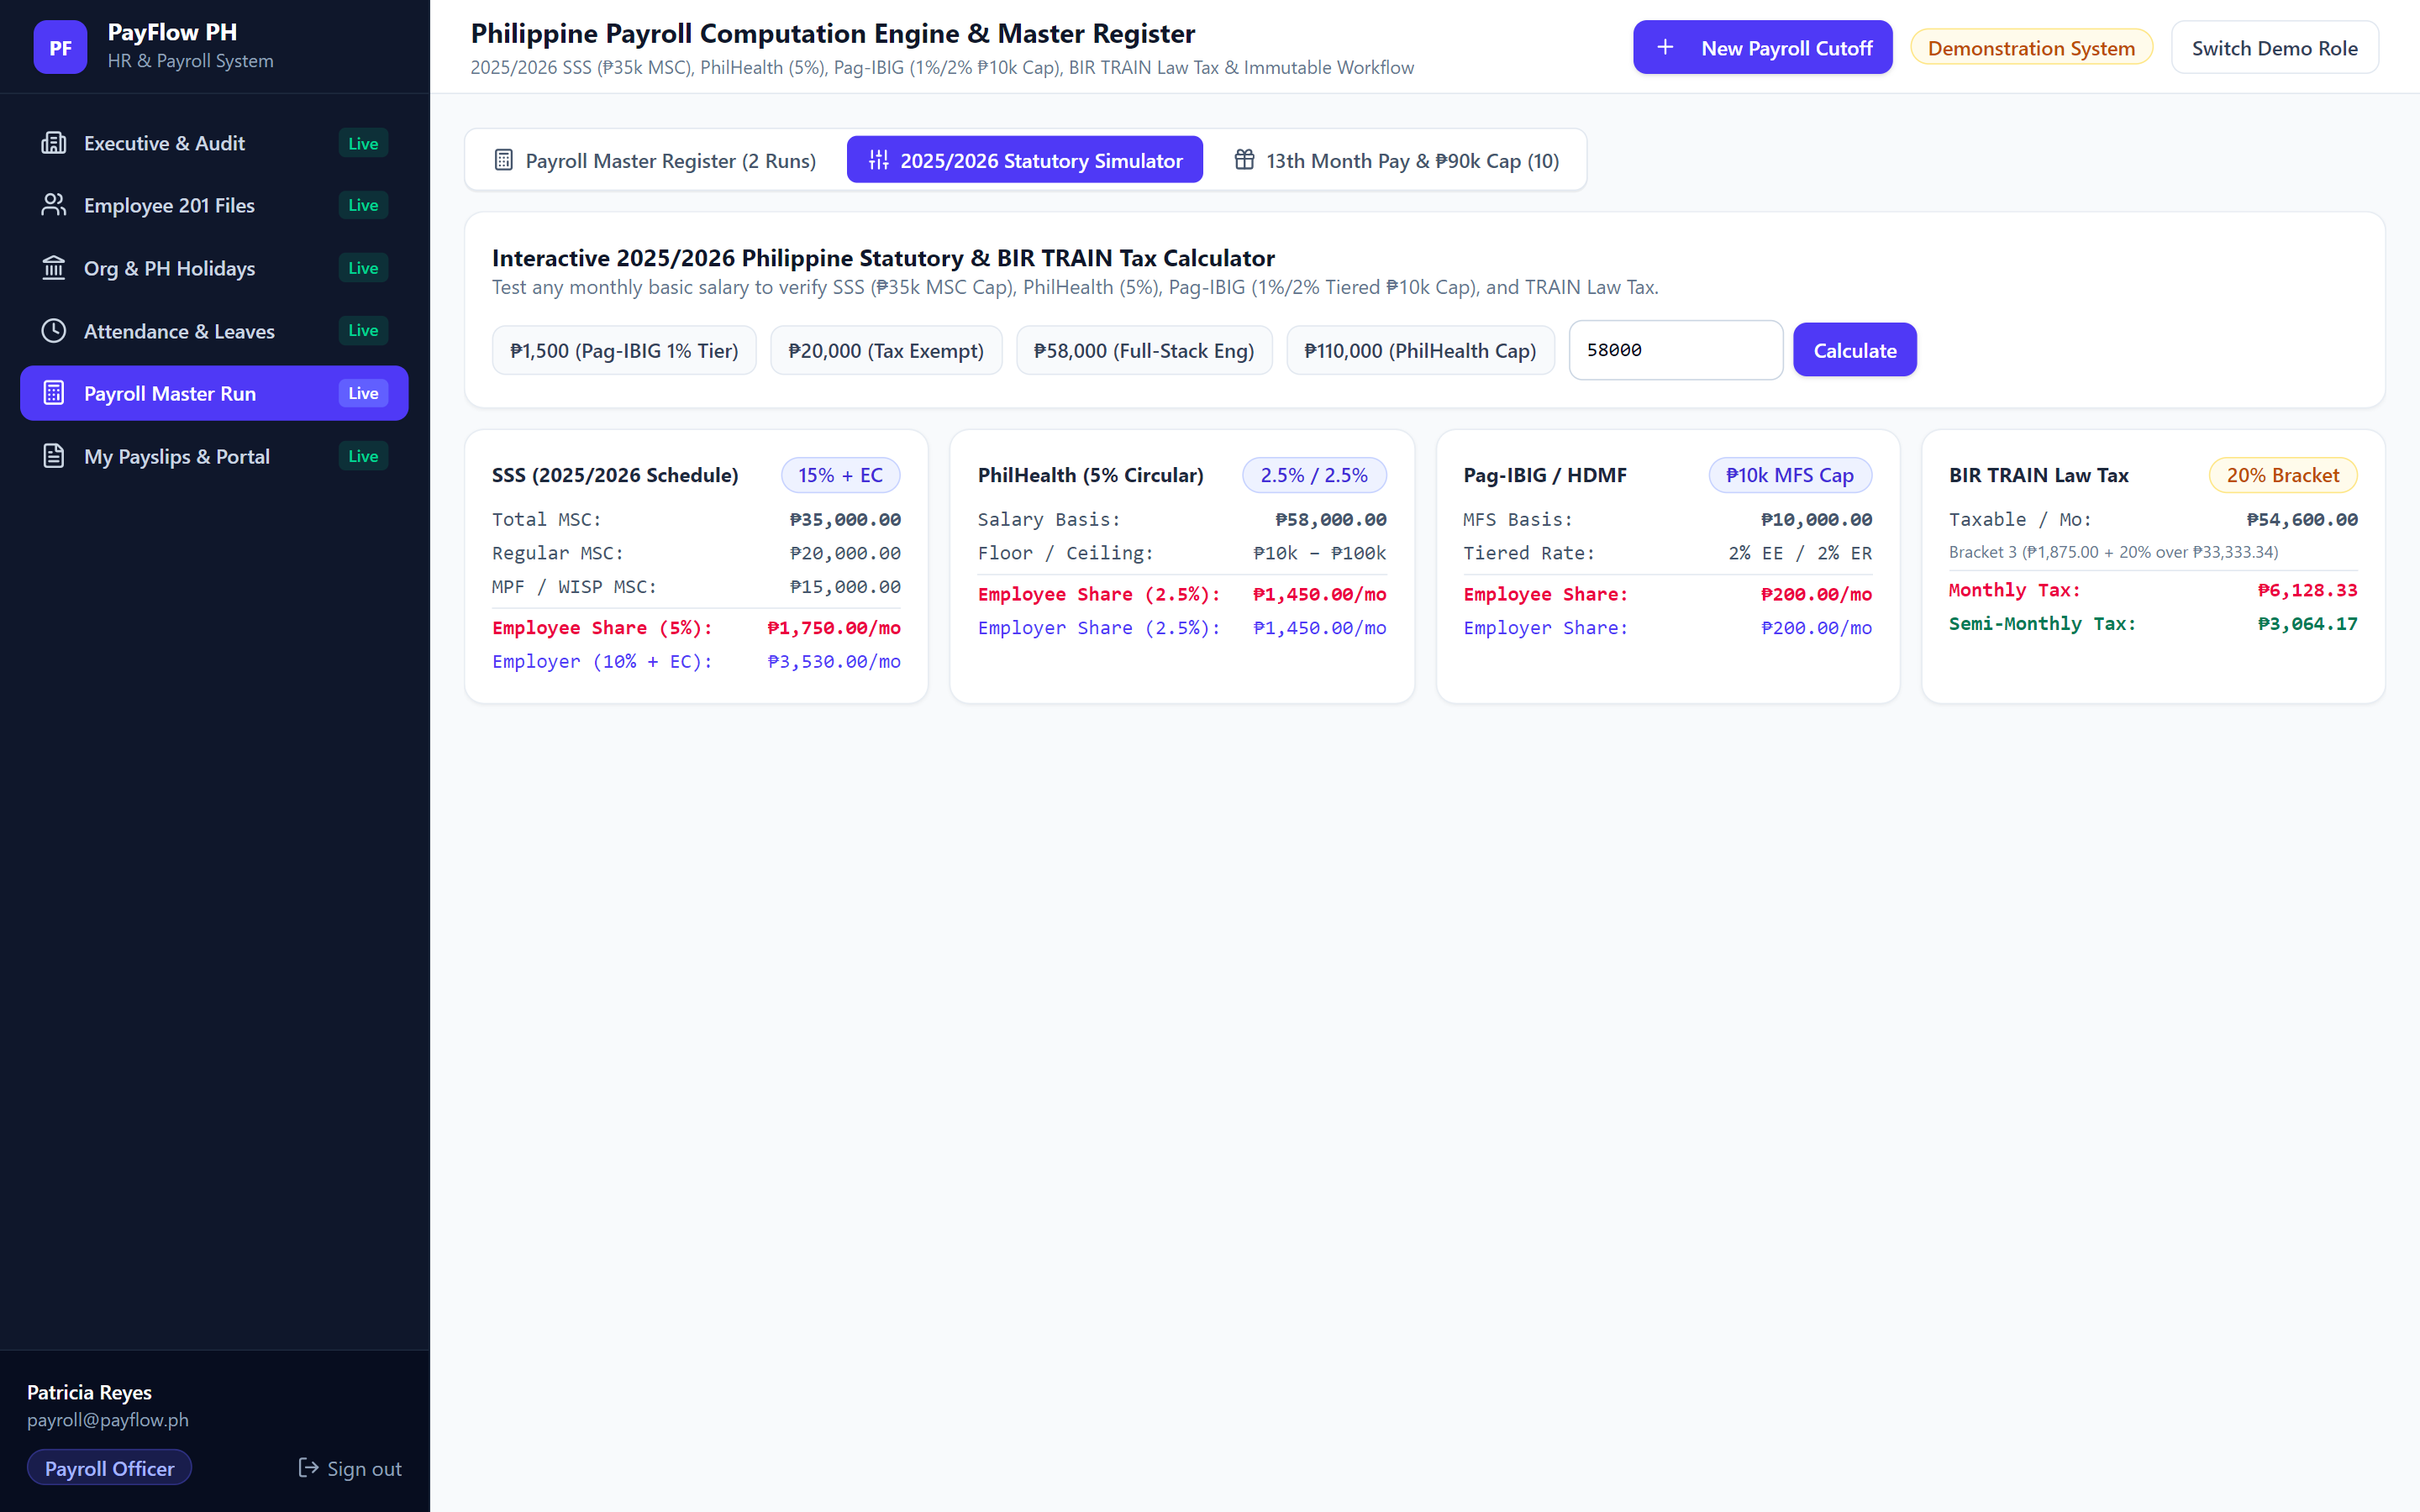 PF
PayFlow PH
HR & Payroll System
Executive & Audit Live
Employee 201 Files Live
Org & PH Holidays Live
Attendance & Leaves Live
Payroll Master Run Live
My Payslips & Portal Live
Patricia Reyes
payroll@payflow.ph
Payroll Officer Sign out
Philippine Payroll Computation Engine & Master Register
2025/2026 SSS (₱35k MSC), PhilHealth (5%), Pag-IBIG (1%/2% ₱10k Cap), BIR TRAIN Law Tax & Immutable Workflow
+ New Payroll Cutoff
Demonstration System
Switch Demo Role
Payroll Master Register (2 Runs)
2025/2026 Statutory Simulator
13th Month Pay & ₱90k Cap (10)
Interactive 2025/2026 Philippine Statutory & BIR TRAIN Tax Calculator
Test any monthly basic salary to verify SSS (₱35k MSC Cap), PhilHealth (5%), Pag-IBIG (1%/2% Tiered ₱10k Cap), and TRAIN Law Tax.
₱1,500 (Pag-IBIG 1% Tier)
₱20,000 (Tax Exempt)
₱58,000 (Full-Stack Eng)
₱110,000 (PhilHealth Cap)
58000
Calculate
SSS (2025/2026 Schedule) 15% + EC
Total MSC: ₱35,000.00
Regular MSC: ₱20,000.00
MPF / WISP MSC: ₱15,000.00
Employee Share (5%): ₱1,750.00/mo
Employer (10% + EC): ₱3,530.00/mo
PhilHealth (5% Circular) 2.5% / 2.5%
Salary Basis: ₱58,000.00
Floor / Ceiling: ₱10k – ₱100k
Employee Share (2.5%): ₱1,450.00/mo
Employer Share (2.5%): ₱1,450.00/mo
Pag-IBIG / HDMF ₱10k MFS Cap
MFS Basis: ₱10,000.00
Tiered Rate: 2% EE / 2% ER
Employee Share: ₱200.00/mo
Employer Share: ₱200.00/mo
BIR TRAIN Law Tax 20% Bracket
Taxable / Mo: ₱54,600.00
Bracket 3 (₱1,875.00 + 20% over ₱33,333.34)
Monthly Tax: ₱6,128.33
Semi-Monthly Tax: ₱3,064.17